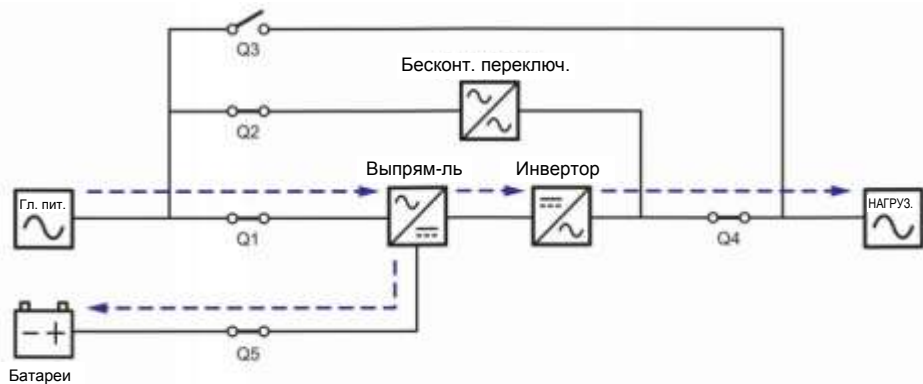 Q3
Бесконт. переключ.
Q2
Выпрям-ль
Инвертор
Гл. пит.
НАГРУЗ.
Q1
Q4
Q5
Батареи